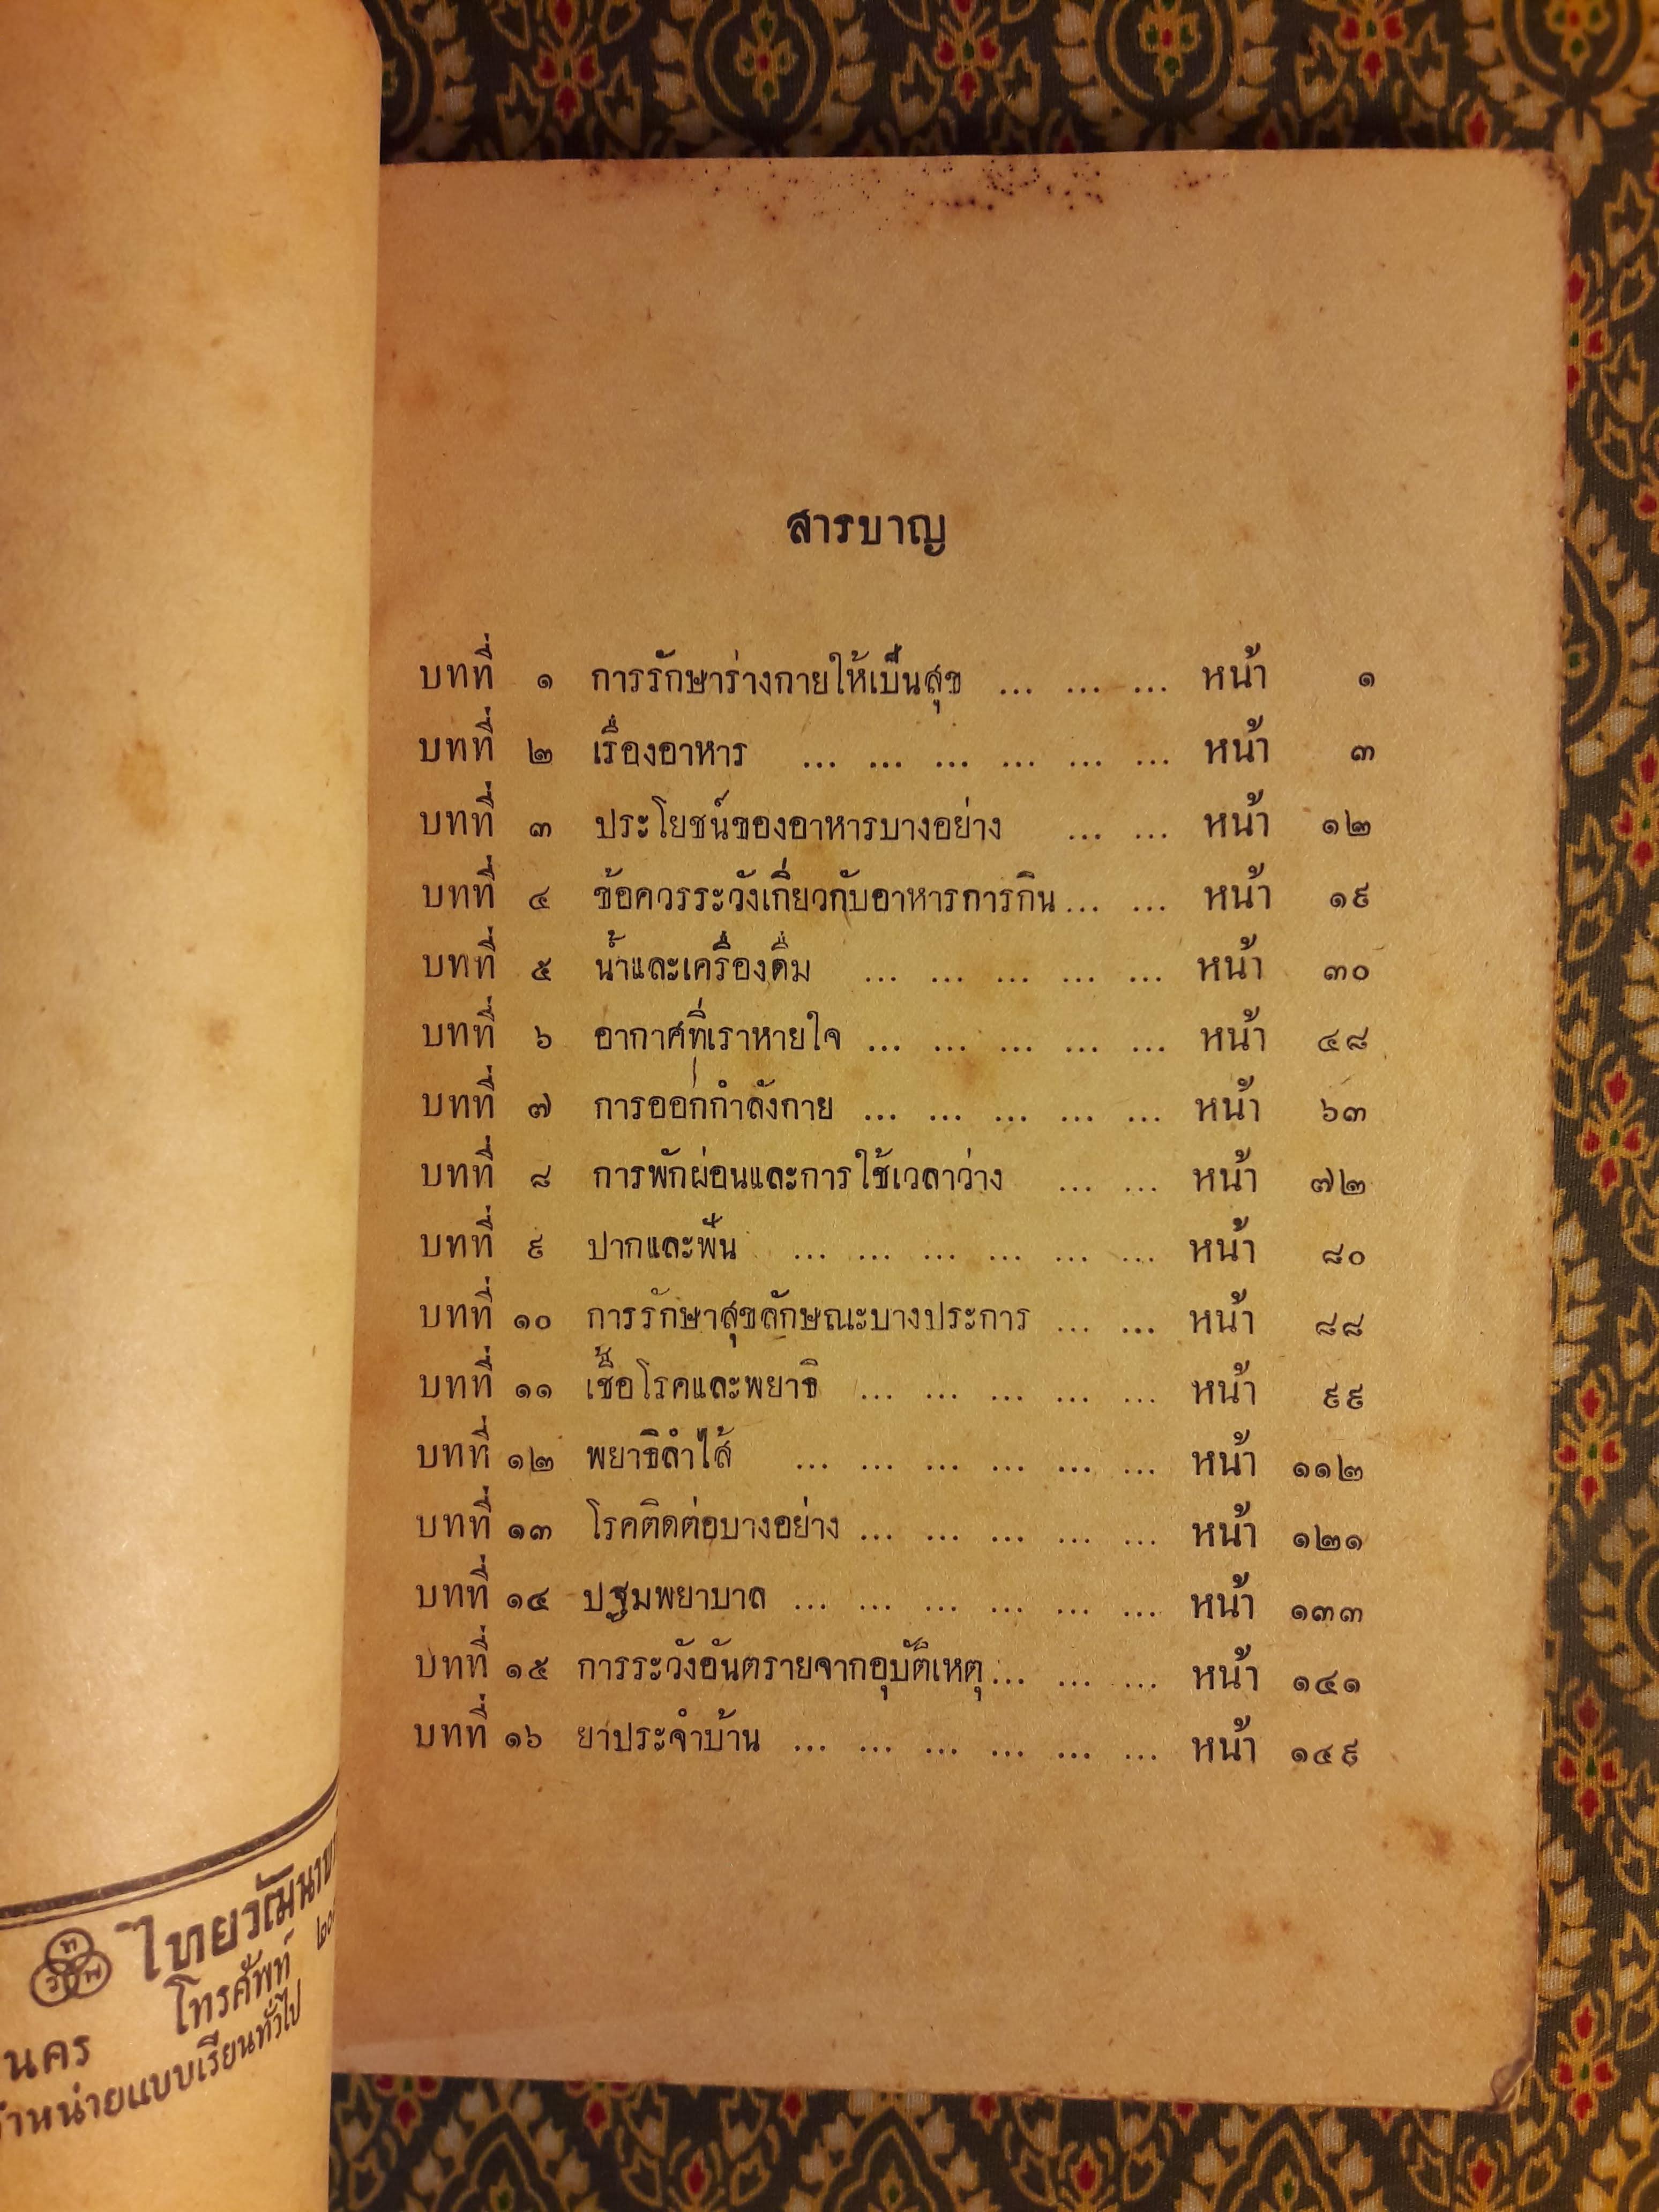 สารบาญ
บทที่ ๑ การรักษาร่างกายให้เป็นสุข ... ... ... หน้า ๑
บทที่ ๒ เรื่องอาหาร ... ... ... ... ... ... หน้า ๓
บทที่ ๓ ประโยชน์ของอาหารบางอย่าง ... ... หน้า ๑๒
บทที่ ๔ ข้อควรระวังเกี่ยวกับอาหารการกิน ... ... หน้า ๑๙
บทที่ ๕ น้ำและเครื่องดื่ม ... ... ... ... ... หน้า ๓๐
บทที่ ๖ อากาศที่เราหายใจ ... ... ... ... ... หน้า ๔๘
บทที่ ๗ การออกกำลังกาย ... ... ... ... ... หน้า ๖๓
บทที่ ๘ การพักผ่อนและการใช้เวลาว่าง ... ... หน้า ๗๒
บทที่ ๙ ปากและฟัน ... ... ... ... ... ... หน้า ๘๐
บทที่ ๑๐ การรักษาสุขลักษณะบางประการ ... ... หน้า ๘๘
บทที่ ๑๑ เชื้อโรคและพยาธิ ... ... ... ... ... หน้า ๙๙
บทที่ ๑๒ พยาธิลำไส้ ... ... ... ... ... ... หน้า ๑๑๒
บทที่ ๑๓ โรคติดต่อบางอย่าง ... ... ... ... ... หน้า ๑๒๑
บทที่ ๑๔ ปฐมพยาบาล ... ... ... ... ... ... หน้า ๑๓๓
บทที่ ๑๕ การระวังอันตรายจากอุบัติเหตุ ... ... ... หน้า ๑๔๑
บทที่ ๑๖ ยาประจำบ้าน ... ... ... ... ... ... หน้า ๑๔๙
ท ว พ ไทยวัฒนา
โทรศัพท์
นคร
แบบเรียนทั่วไป